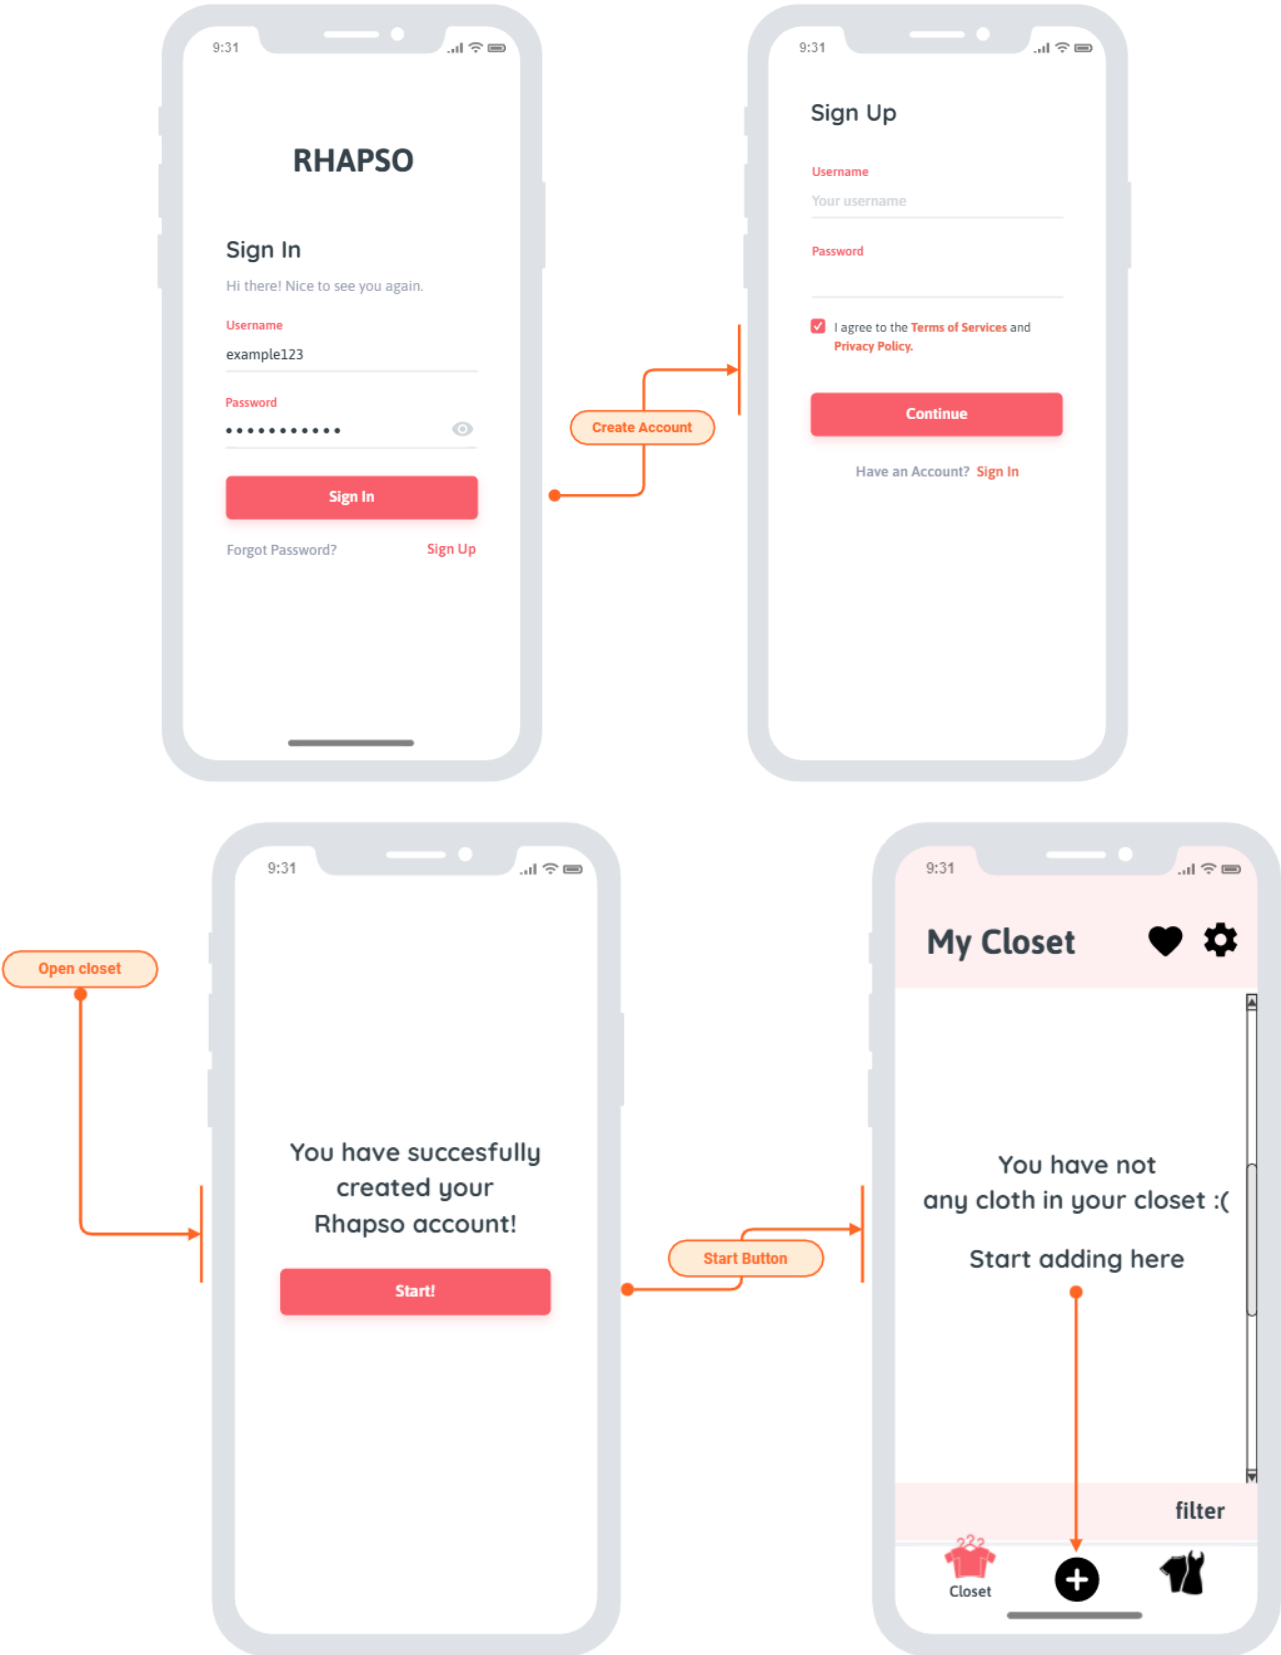 9:31
RHAPSO
Sign In
Hi there! Nice to see you again.
Username
example123
Password
Sign In
Forgot Password?
Sign Up
Create Account
9:31
Sign Up
Username
Your username
Password
I agree to the Terms of Services and
Privacy Policy.
Continue
Have an Account? Sign In
Open closet
9:31
You have succesfully
created your
Rhapso account!
Start!
Start Button
9:31
My Closet
You have not
any cloth in your closet :(
Start adding here
filter
Closet